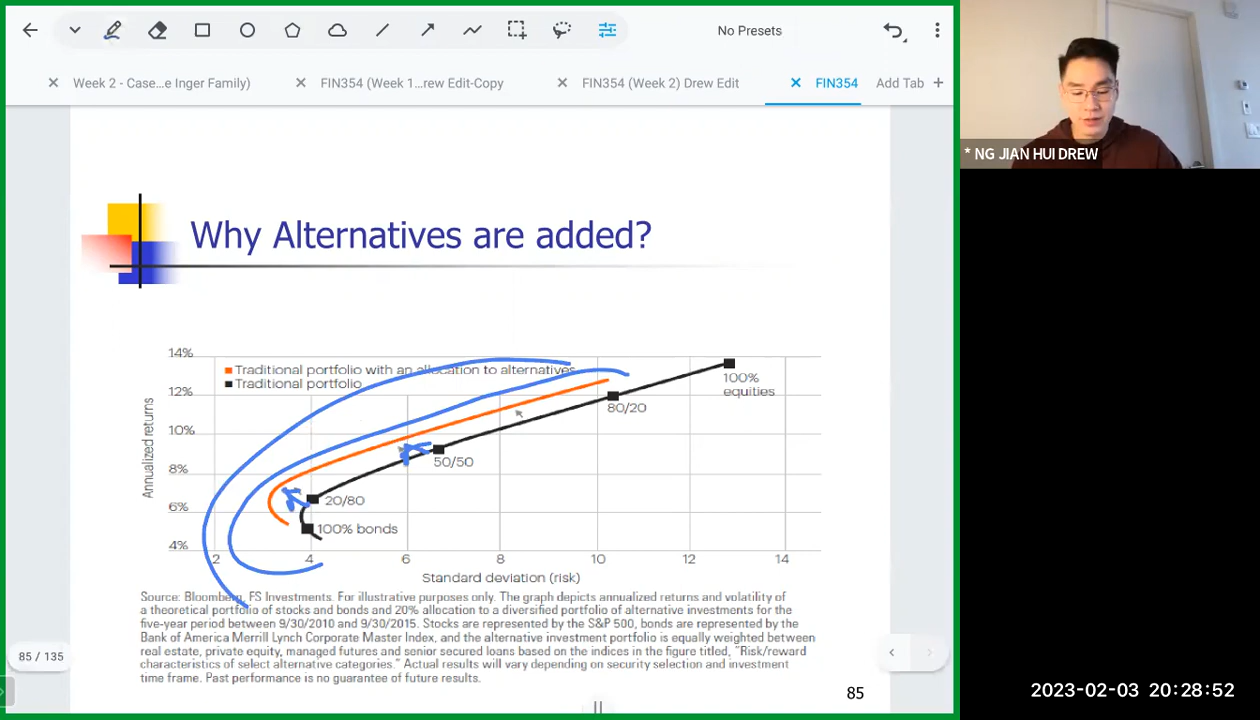 No Presets
Week 2 - Case...e Inger Family)
FIN354 (Week 1...rew Edit-Copy
FIN354 (Week 2) Drew Edit
FIN354
Add Tab +
* NG JIAN HUI DREW
Why Alternatives are added?
14%
12%
10%
8%
6%
4%
Annualized returns
Traditional portfolio with an allocation to alternatives
Traditional portfolio
100%
equities
80/20
50/50
20/80
100% bonds
2 4 6 8 10 12 14
Standard deviation (risk)
Source: Bloomberg, FS Investments. For illustrative purposes only. The graph depicts annualized returns and volatility of
a theoretical portfolio of stocks and bonds and 20% allocation to a diversified portfolio of alternative investments for the
five-year period between 9/30/2010 and 9/30/2015. Stocks are represented by the S&P 500, bonds are represented by the
Bank of America Merrill Lynch Corporate Master Index, and the alternative investment portfolio is equally weighted between
real estate, private equity, managed futures and senior secured loans based on the indices in the figure titled, "Risk/reward
characteristics of select alternative categories." Actual results will vary depending on security selection and investment
time frame. Past performance is no guarantee of future results.
85 / 135
85
2023-02-03 20:28:52